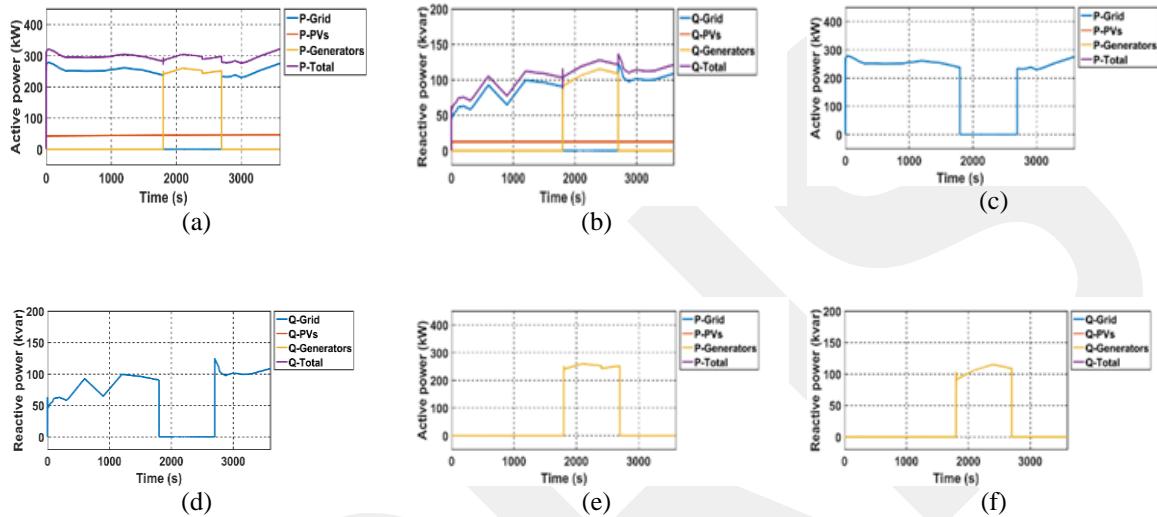 Active power (kW)
400
300
200
100
0
0
1000
2000
3000
Time (s)
P-Grid
P-PVs
P-Generators
P-Total
(a)
Reactive power (kvar)
200
150
100
50
0
0
1000
2000
3000
Time (s)
Q-Grid
Q-PVs
Q-Generators
Q-Total
(b)
Active power (kW)
400
300
200
100
0
0
1000
2000
3000
Time (s)
P-Grid
P-PVs
P-Generators
P-Total
(c)
Reactive power (kvar)
200
150
100
50
0
0
1000
2000
3000
Time (s)
Q-Grid
Q-PVs
Q-Generators
Q-Total
(d)
Active power (kW)
400
300
200
100
0
0
1000
2000
3000
Time (s)
P-Grid
P-PVs
P-Generators
P-Total
(e)
Reactive power (kvar)
200
150
100
50
0
0
1000
2000
3000
Time (s)
Q-Grid
Q-PVs
Q-Generators
Q-Total
(f)